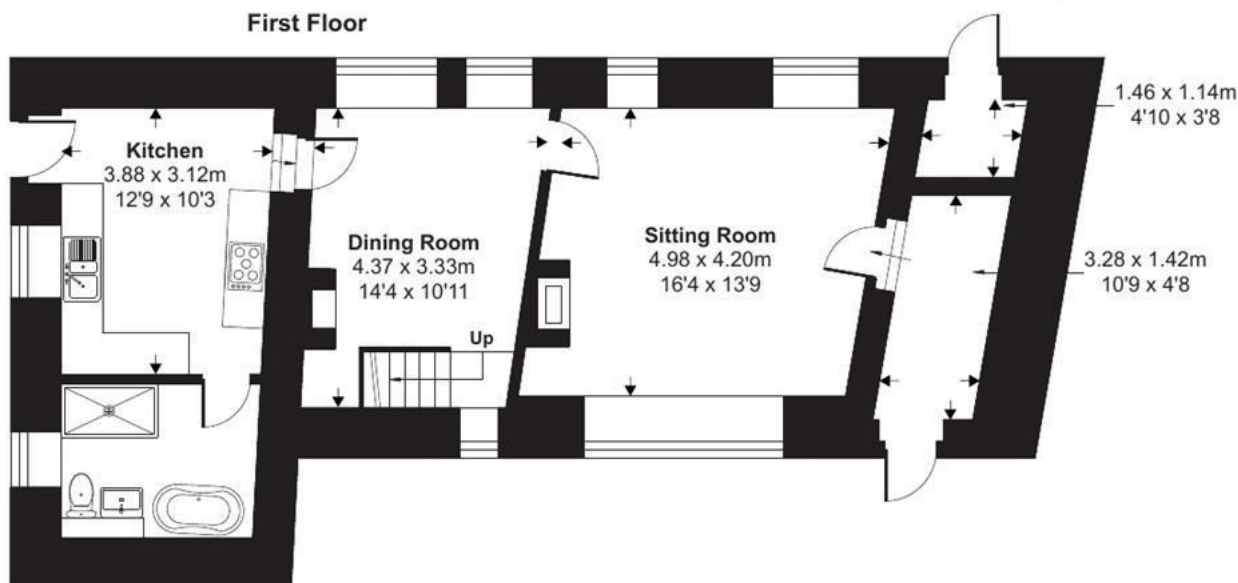 First Floor
Kitchen
3.88 x 3.12m
12'9 x 10'3
Dining Room
4.37 x 3.33m
14'4 x 10'11
Up
Sitting Room
4.98 x 4.20m
16'4 x 13'9
1.46 x 1.14m
4'10 x 3'8
3.28 x 1.42m
10'9 x 4'8